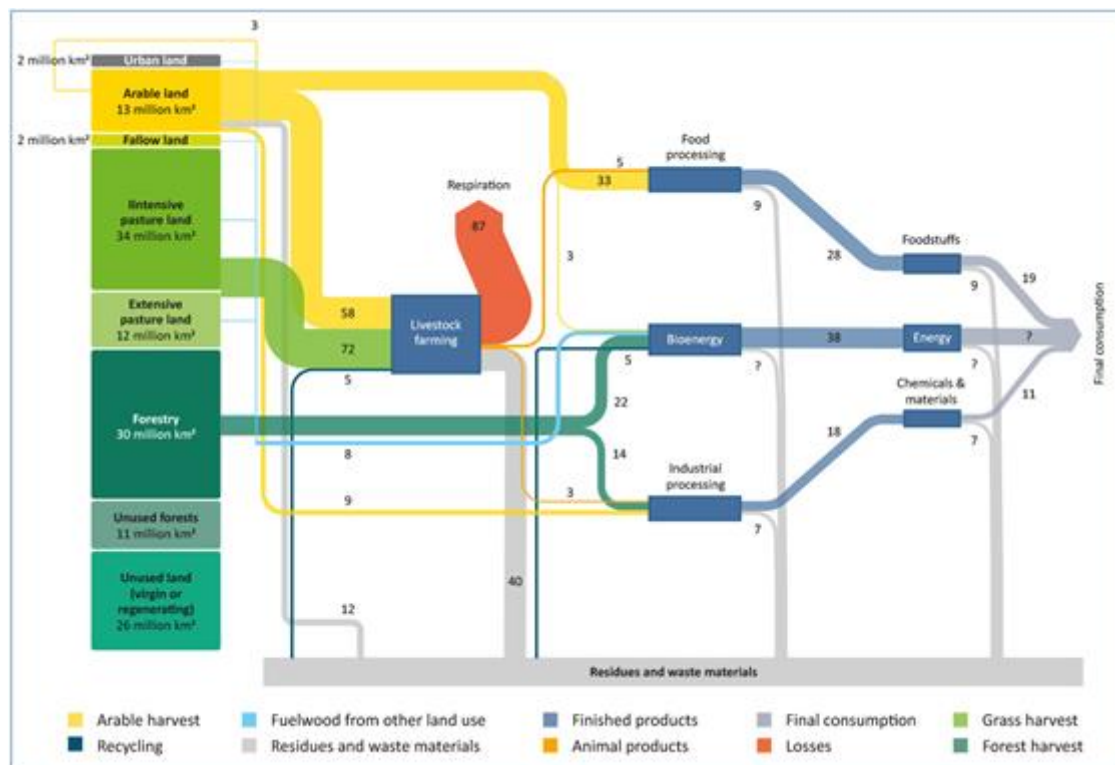 3
2 million km²
Urban land
Arable land
13 million km²
2 million km²
Fallow land
IIntensive
pasture land
34 million km²
Extensive
pasture land
12 million km²
Forestry
30 million km²
Unused forests
11 million km²
Unused land
(virgin or
regenerating)
26 million km²
Respiration
87
58
72
5
Livestock
farming
8
9
12
40
5
33
3
5
22
14
3
Food
processing
9
Bioenergy
?
Industrial
processing
7
28
38
18
Foodstuffs
9
Energy
?
Chemicals &
materials
7
19
?
11
Final consumption
Residues and waste materials
Arable harvest
Fuelwood from other land use
Finished products
Final consumption
Grass harvest
Recycling
Residues and waste materials
Animal products
Losses
Forest harvest